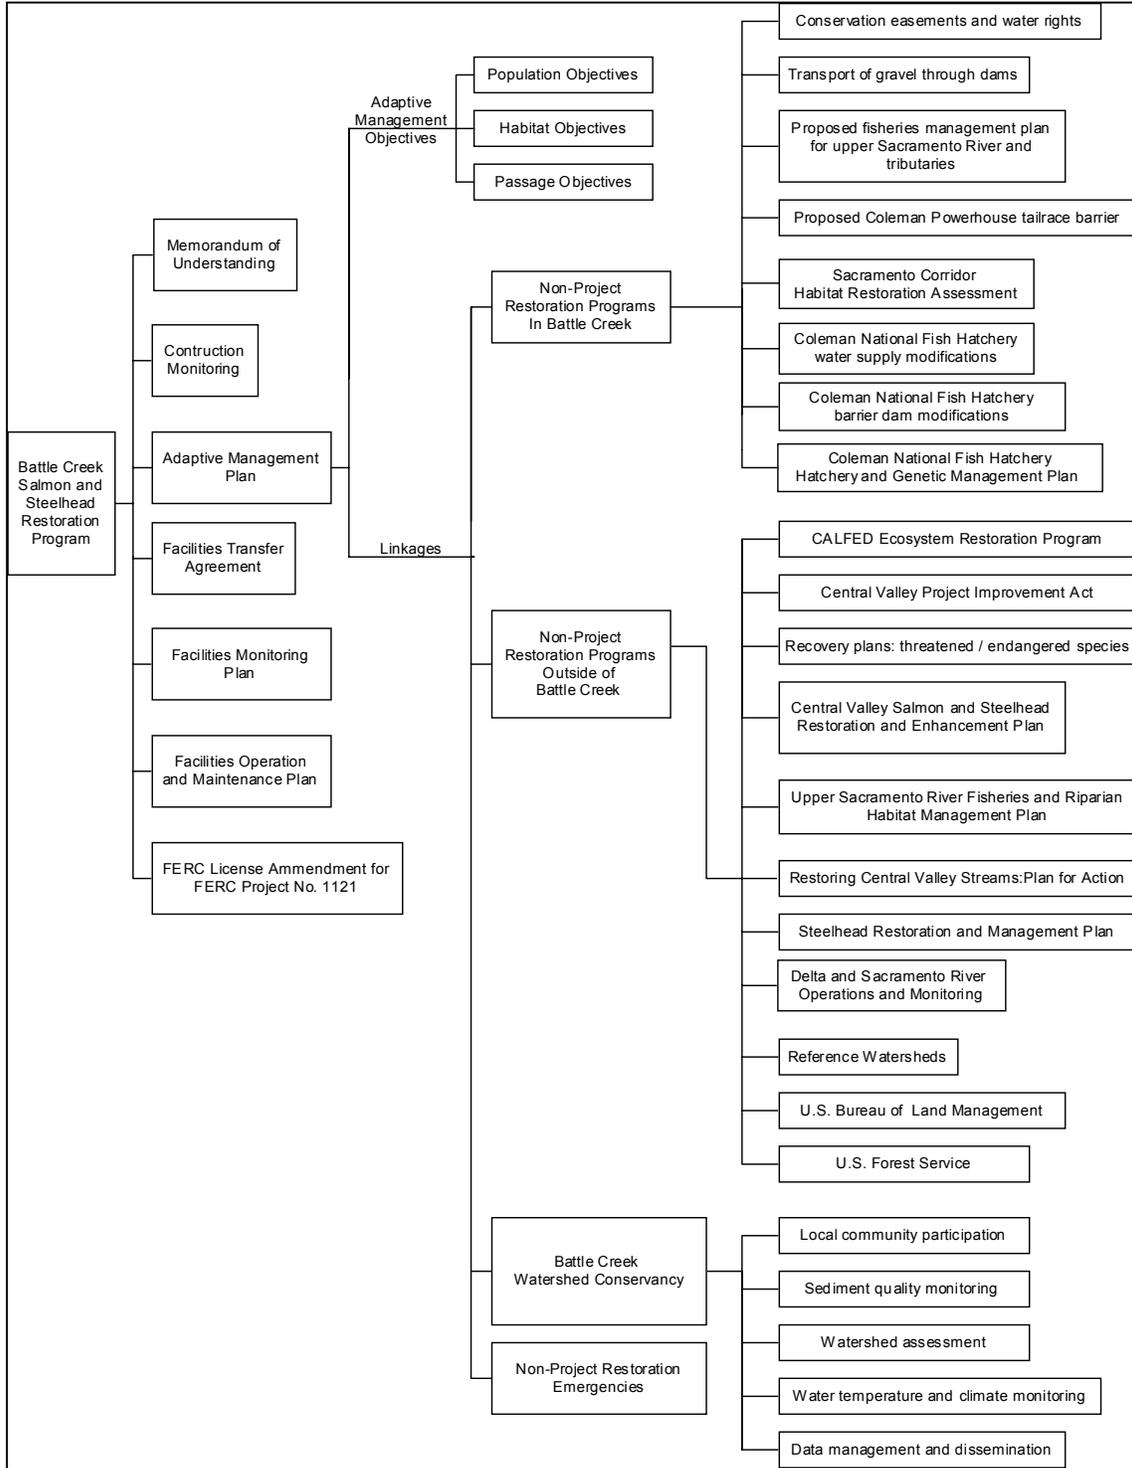 Battle Creek
Salmon and
Steelhead
Restoration
Program
Memorandum of
Understanding
Contruction
Monitoring
Adaptive Management
Plan
Facilities Transfer
Agreement
Facilities Monitoring
Plan
Facilities Operation
and Maintenance Plan
FERC License Ammendment for
FERC Project No. 1121
Adaptive
Management
Objectives
Population Objectives
Habitat Objectives
Passage Objectives
Linkages
Non-Project
Restoration Programs
In Battle Creek
Conservation easements and water rights
Transport of gravel through dams
Proposed fisheries management plan
for upper Sacramento River and
tributaries
Proposed Coleman Powerhouse tailrace barrier
Sacramento Corridor
Habitat Restoration Assessment
Coleman National Fish Hatchery
water supply modifications
Coleman National Fish Hatchery
barrier dam modifications
Coleman National Fish Hatchery
Hatchery and Genetic Management Plan
Non-Project
Restoration Programs
Outside of
Battle Creek
CALFED Ecosystem Restoration Program
Central Valley Project Improvement Act
Recovery plans: threatened / endangered species
Central Valley Salmon and Steelhead
Restoration and Enhancement Plan
Upper Sacramento River Fisheries and Riparian
Habitat Management Plan
Restoring Central Valley Streams:Plan for Action
Steelhead Restoration and Management Plan
Delta and Sacramento River
Operations and Monitoring
Reference Watersheds
U.S. Bureau of Land Management
U.S. Forest Service
Battle Creek
Watershed Conservancy
Local community participation
Sediment quality monitoring
Watershed assessment
Water temperature and climate monitoring
Data management and dissemination
Non-Project Restoration
Emergencies